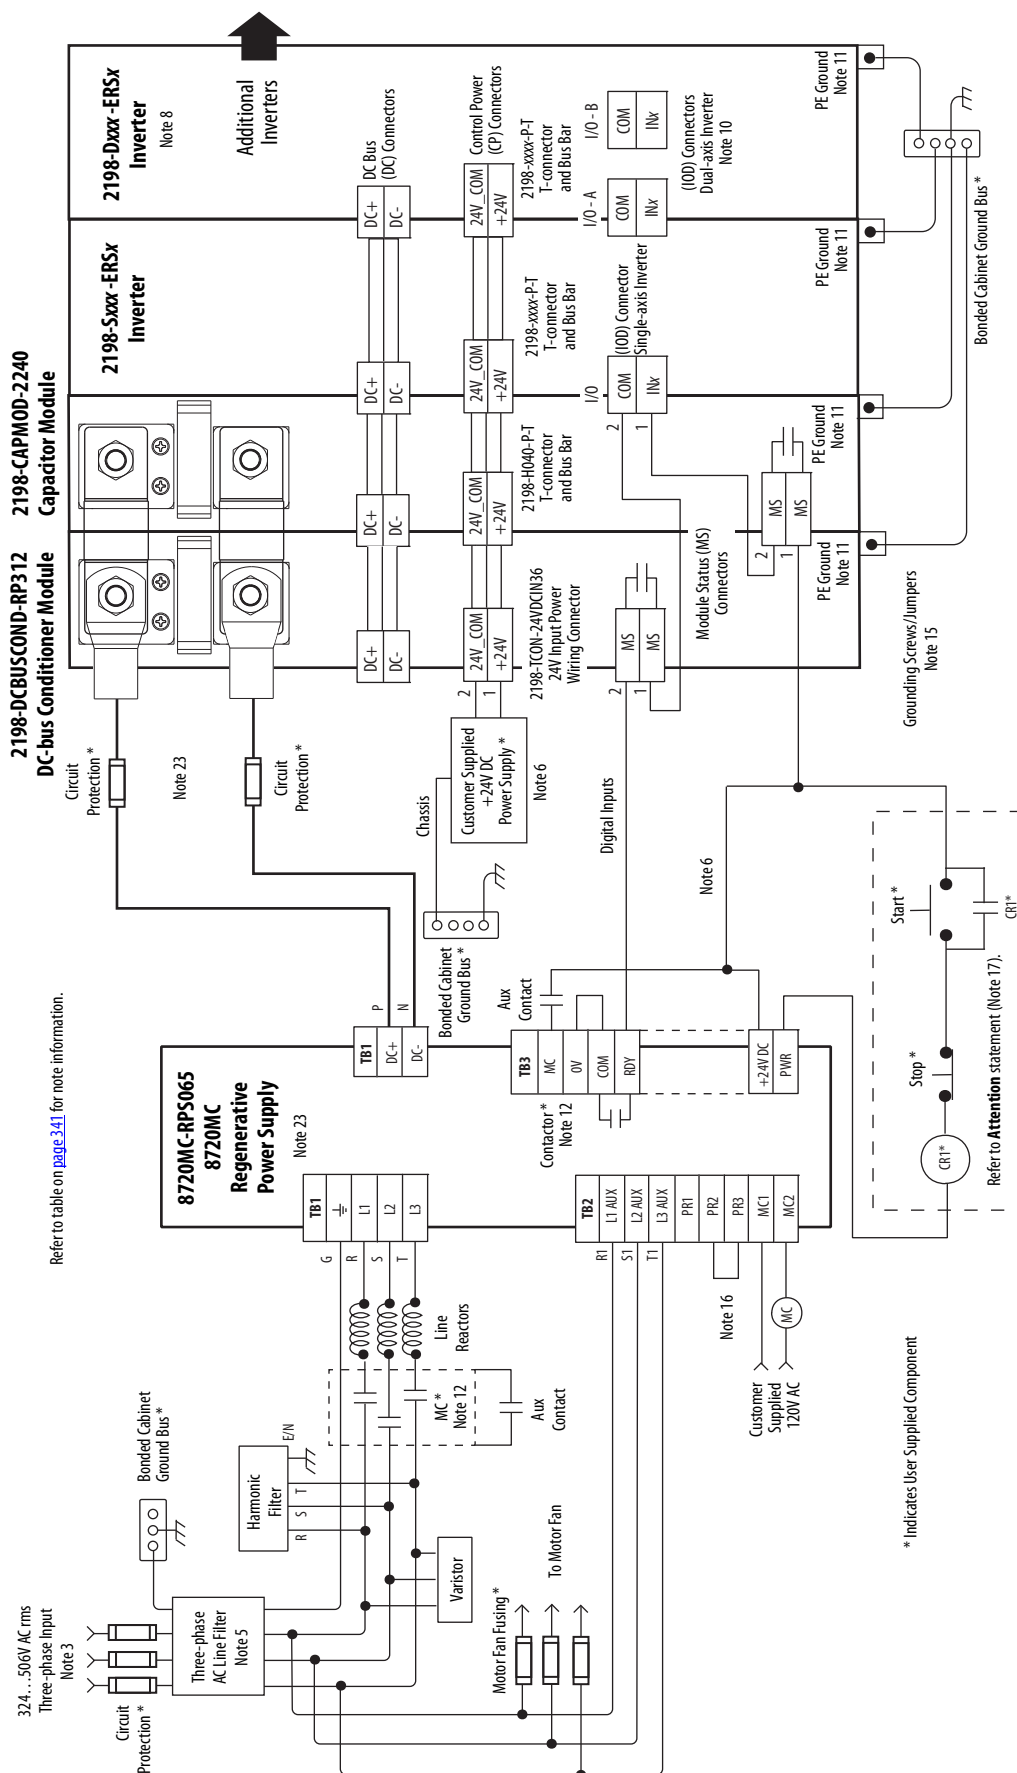 Refer to table on page 341 for note information.
324…506V AC rms
Three-phase Input
Note 3
Circuit
Protection *
Three-phase
AC Line Filter
Note 5
Bonded Cabinet
Ground Bus *
Harmonic
Filter
R
S
T
E/N
Varistor
Motor Fan Fusing *
To Motor Fan
MC *
Note 12
Aux
Contact
Line
Reactors
G
R
S
T
TB1
L1
L2
L3
8720MC-RPS065
8720MC
Regenerative
Power Supply
Note 23
TB1
DC+
DC-
P
N
R1
S1
T1
TB2
L1 AUX
L2 AUX
L3 AUX
PR1
PR2
PR3
MC1
MC2
Note 16
MC
Customer
Supplied
120V AC
Contactor *
Note 12
TB3
MC
0V
COM
RDY
+24V DC
PWR
Aux
Contact
Bonded Cabinet
Ground Bus *
Chassis
Customer Supplied
+24V DC
Power Supply *
Note 6
2
1
Digital Inputs
Note 6
Circuit
Protection *
Note 23
Circuit
Protection *
2198-DCBUSCOND-RP312
DC-bus Conditioner Module
2198-CAPMOD-2240
Capacitor Module
2198-Sxxx -ERSx
Inverter
2198-Dxxx -ERSx
Inverter
Note 8
Additional
Inverters
DC+
DC-
DC+
DC-
DC+
DC-
DC+
DC-
DC Bus
(DC) Connectors
24V_COM
+24V
24V_COM
+24V
24V_COM
+24V
24V_COM
+24V
Control Power
(CP) Connectors
2198-TCON-24VDCIN36
24V Input Power
Wiring Connector
2198-H040-P-T
T-connector
and Bus Bar
2198-xxxx-P-T
T-connector
and Bus Bar
2198-xxxx-P-T
T-connector
and Bus Bar
2
1
MS
MS
Module Status (MS)
Connectors
2
1
MS
MS
2
1
I/O
COM
INx
(IOD) Connector
Single-axis Inverter
I/O - A
COM
INx
I/O - B
COM
INx
(IOD) Connectors
Dual-axis Inverter
Note 10
PE Ground
Note 11
PE Ground
Note 11
PE Ground
Note 11
PE Ground
Note 11
Grounding Screws/Jumpers
Note 15
Bonded Cabinet Ground Bus *
CR1*
Stop *
Start *
CR1*
Refer to Attention statement (Note 17).
* Indicates User Supplied Component